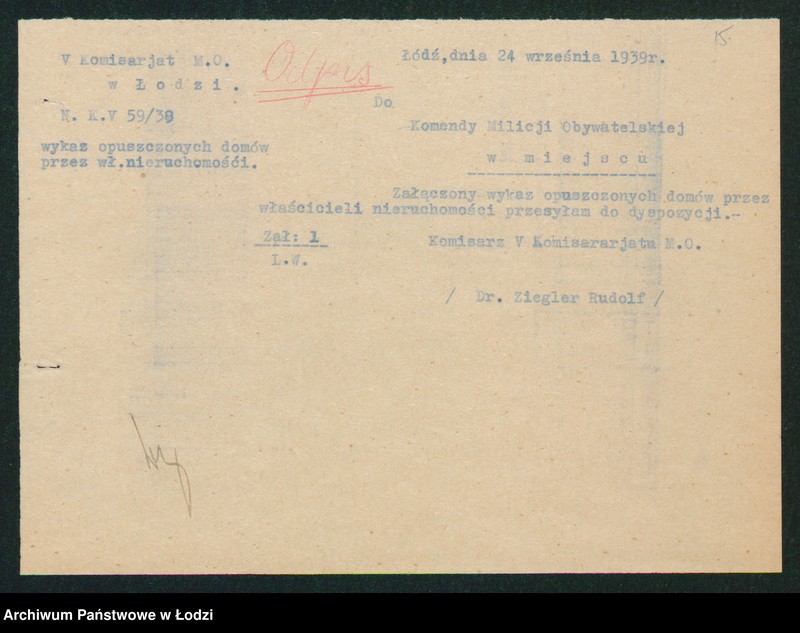 15.
V Komisarjat M.O.
w Łodzi.
Odpis
Łódź,dnia 24 września 1939r.
N. K.V 59/39
Do
Komendy Milicji Obywatelskiej
w miejscu
wykaz opuszczonych domów
przez wł.nieruchomośći.
Załączony wykaz opuszczonych domów przez
właścicieli nieruchomości przesyłam do dyspozycji.-
Zał: 1
L.W.
Komisarz V Komisararjatu M.O.
/ Dr. Ziegler Rudolf /
Archiwum Państwowe w Łodzi